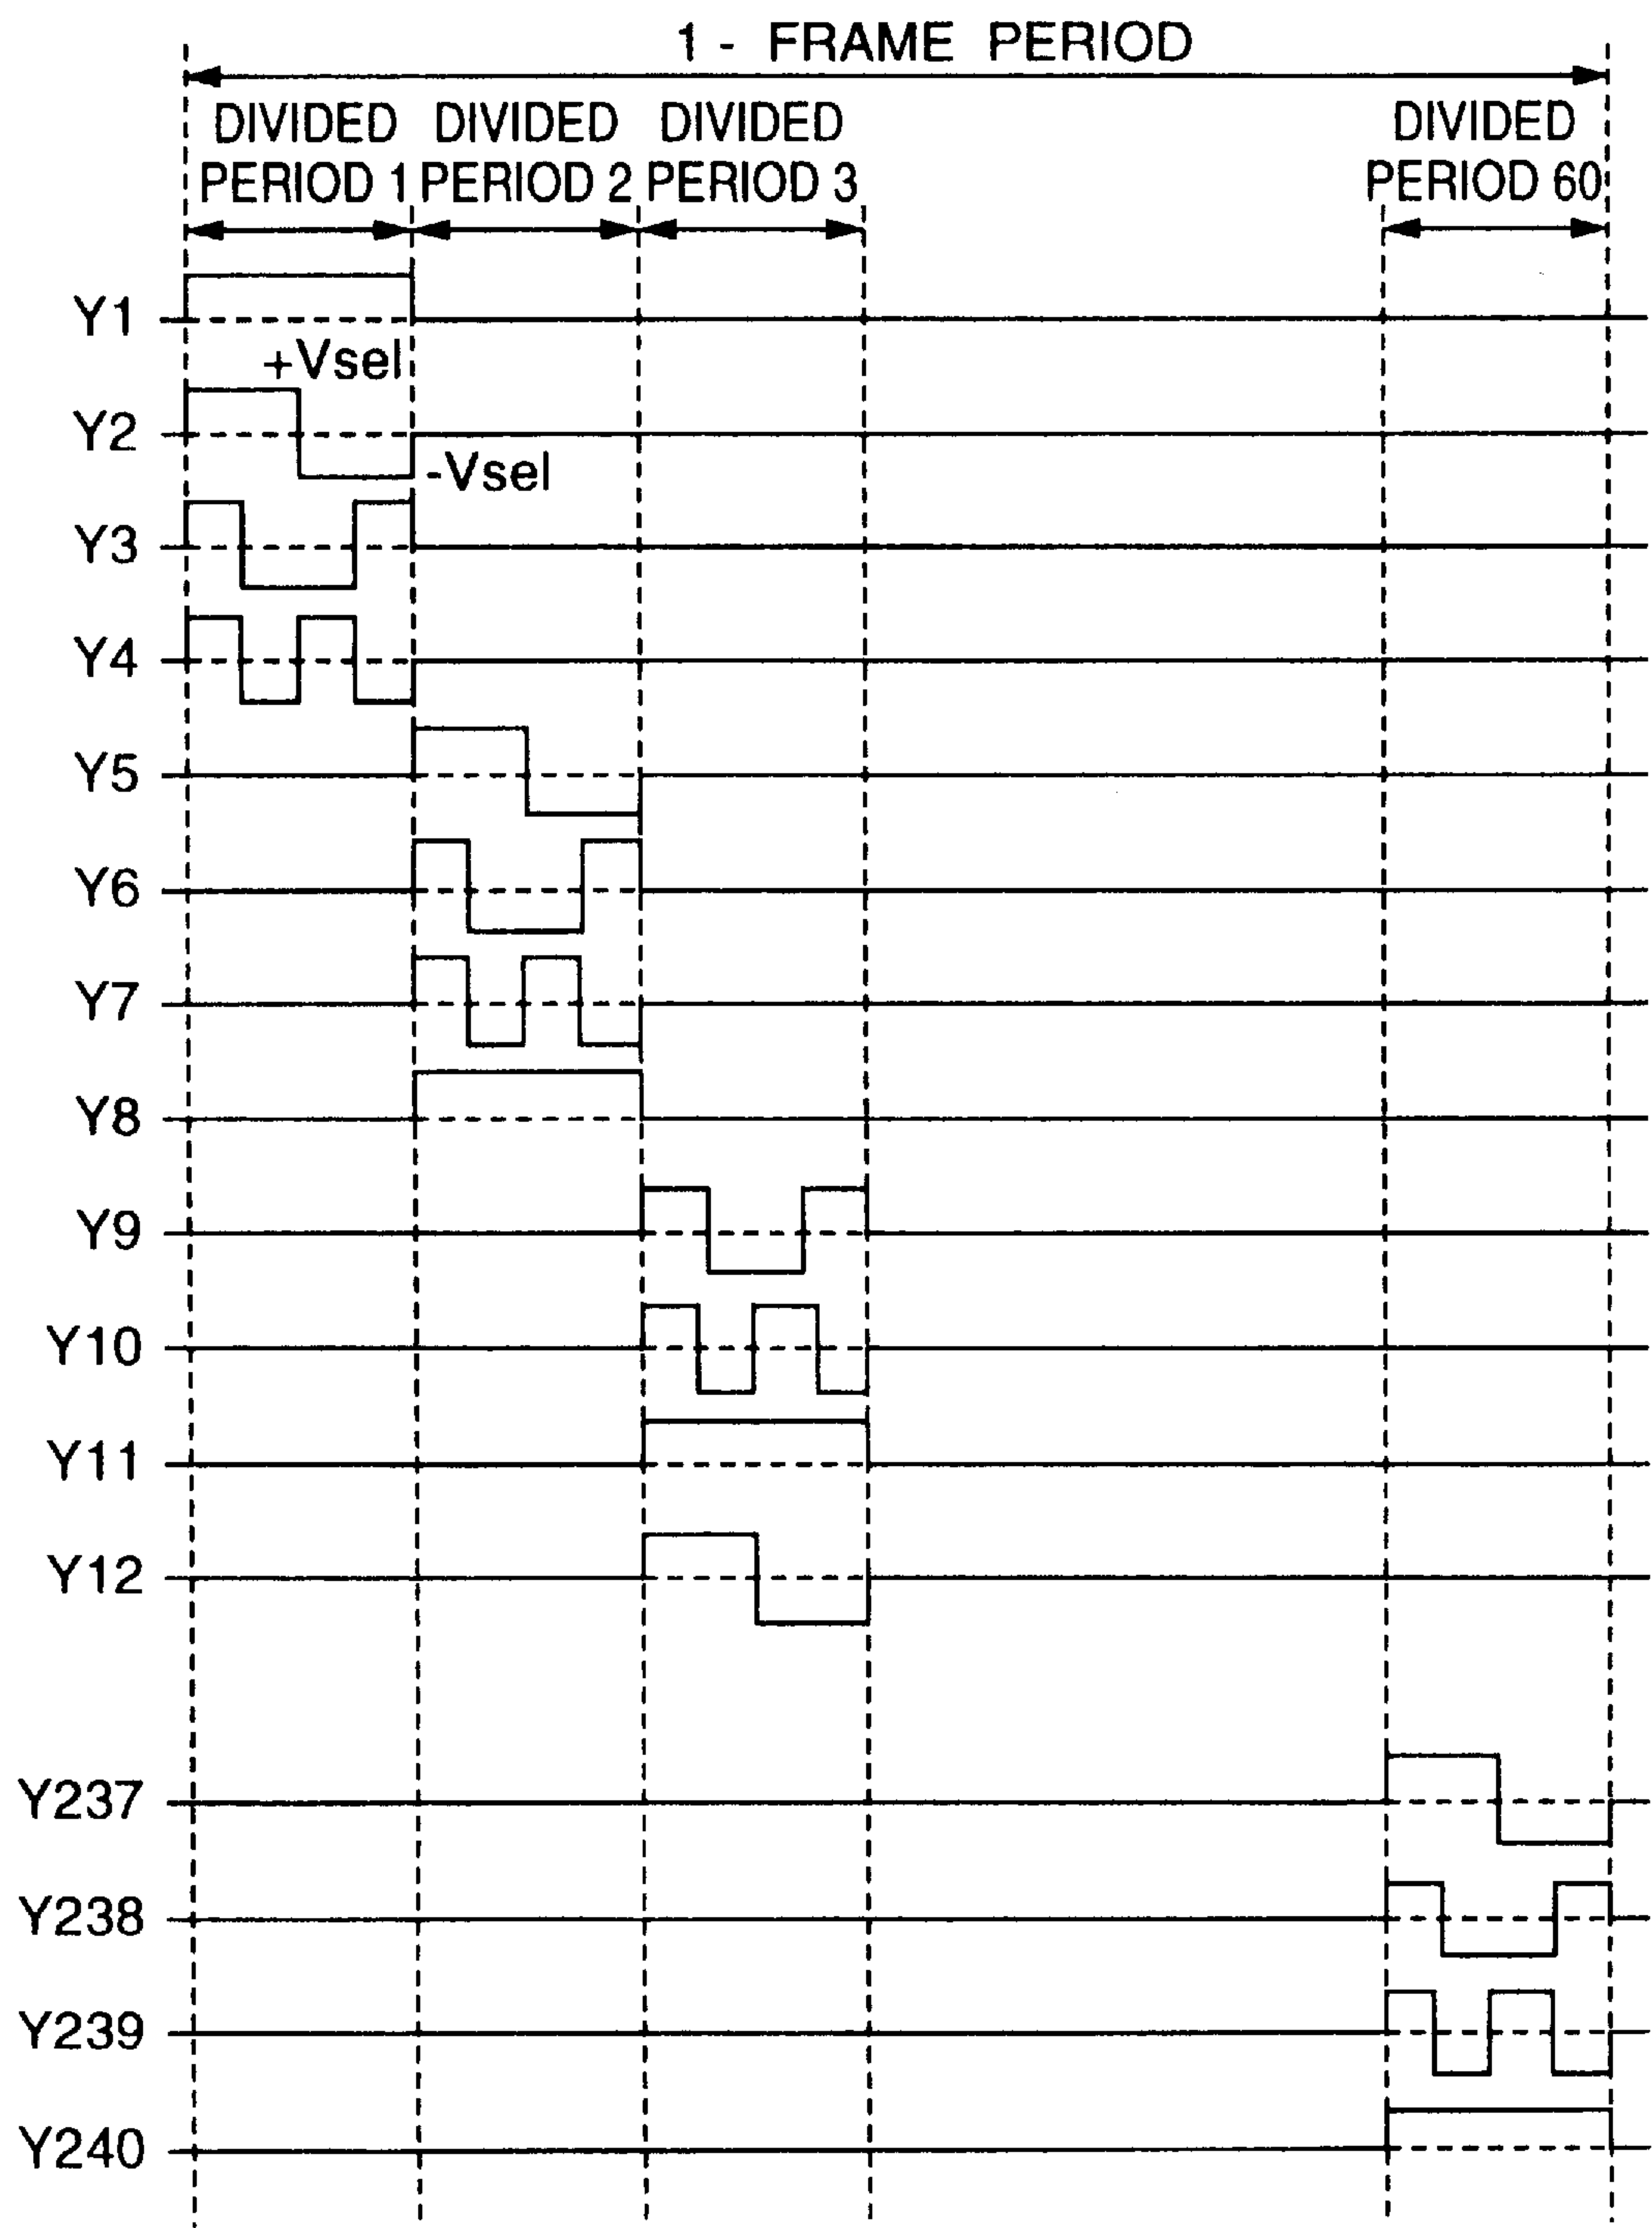 1 - FRAME PERIOD
DIVIDED PERIOD 1
DIVIDED PERIOD 2
DIVIDED PERIOD 3
DIVIDED PERIOD 60
Y1
+Vsel
Y2
-Vsel
Y3
Y4
Y5
Y6
Y7
Y8
Y9
Y10
Y11
Y12
Y237
Y238
Y239
Y240